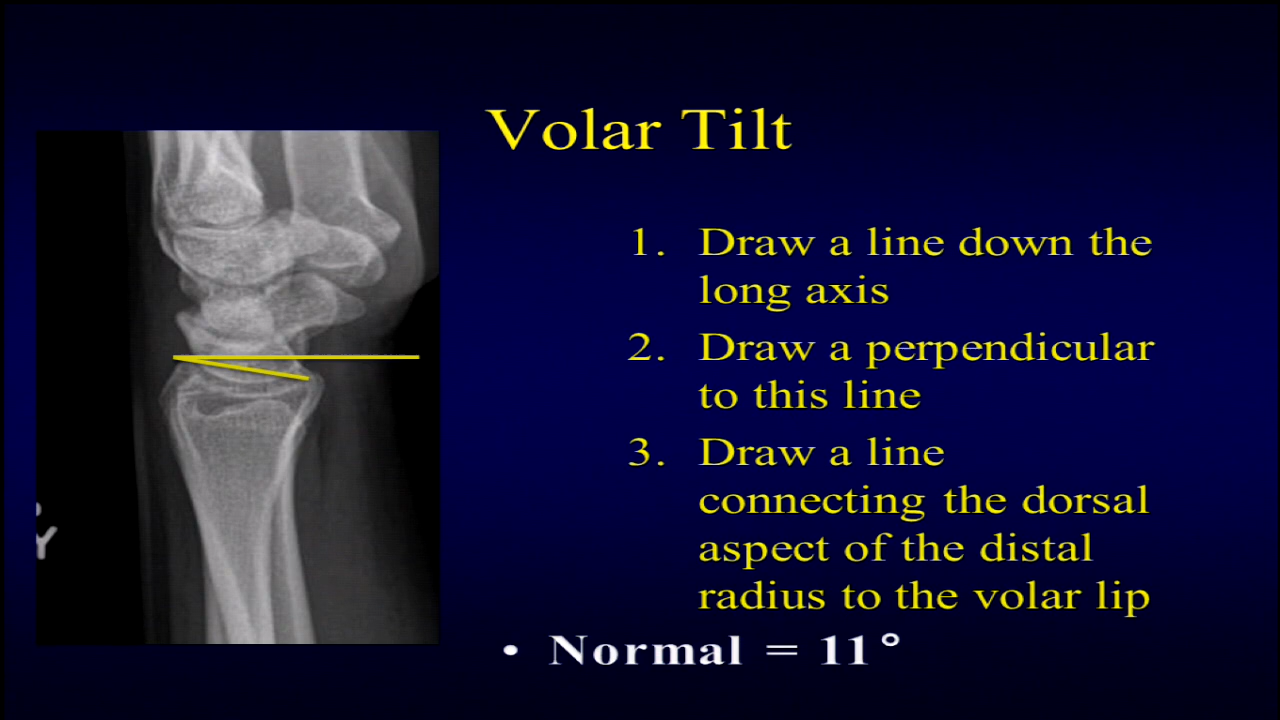 Volar Tilt
1. Draw a line down the
long axis
2. Draw a perpendicular
to this line
3. Draw a line
connecting the dorsal
aspect of the distal
radius to the volar lip
• Normal = 11°
Y